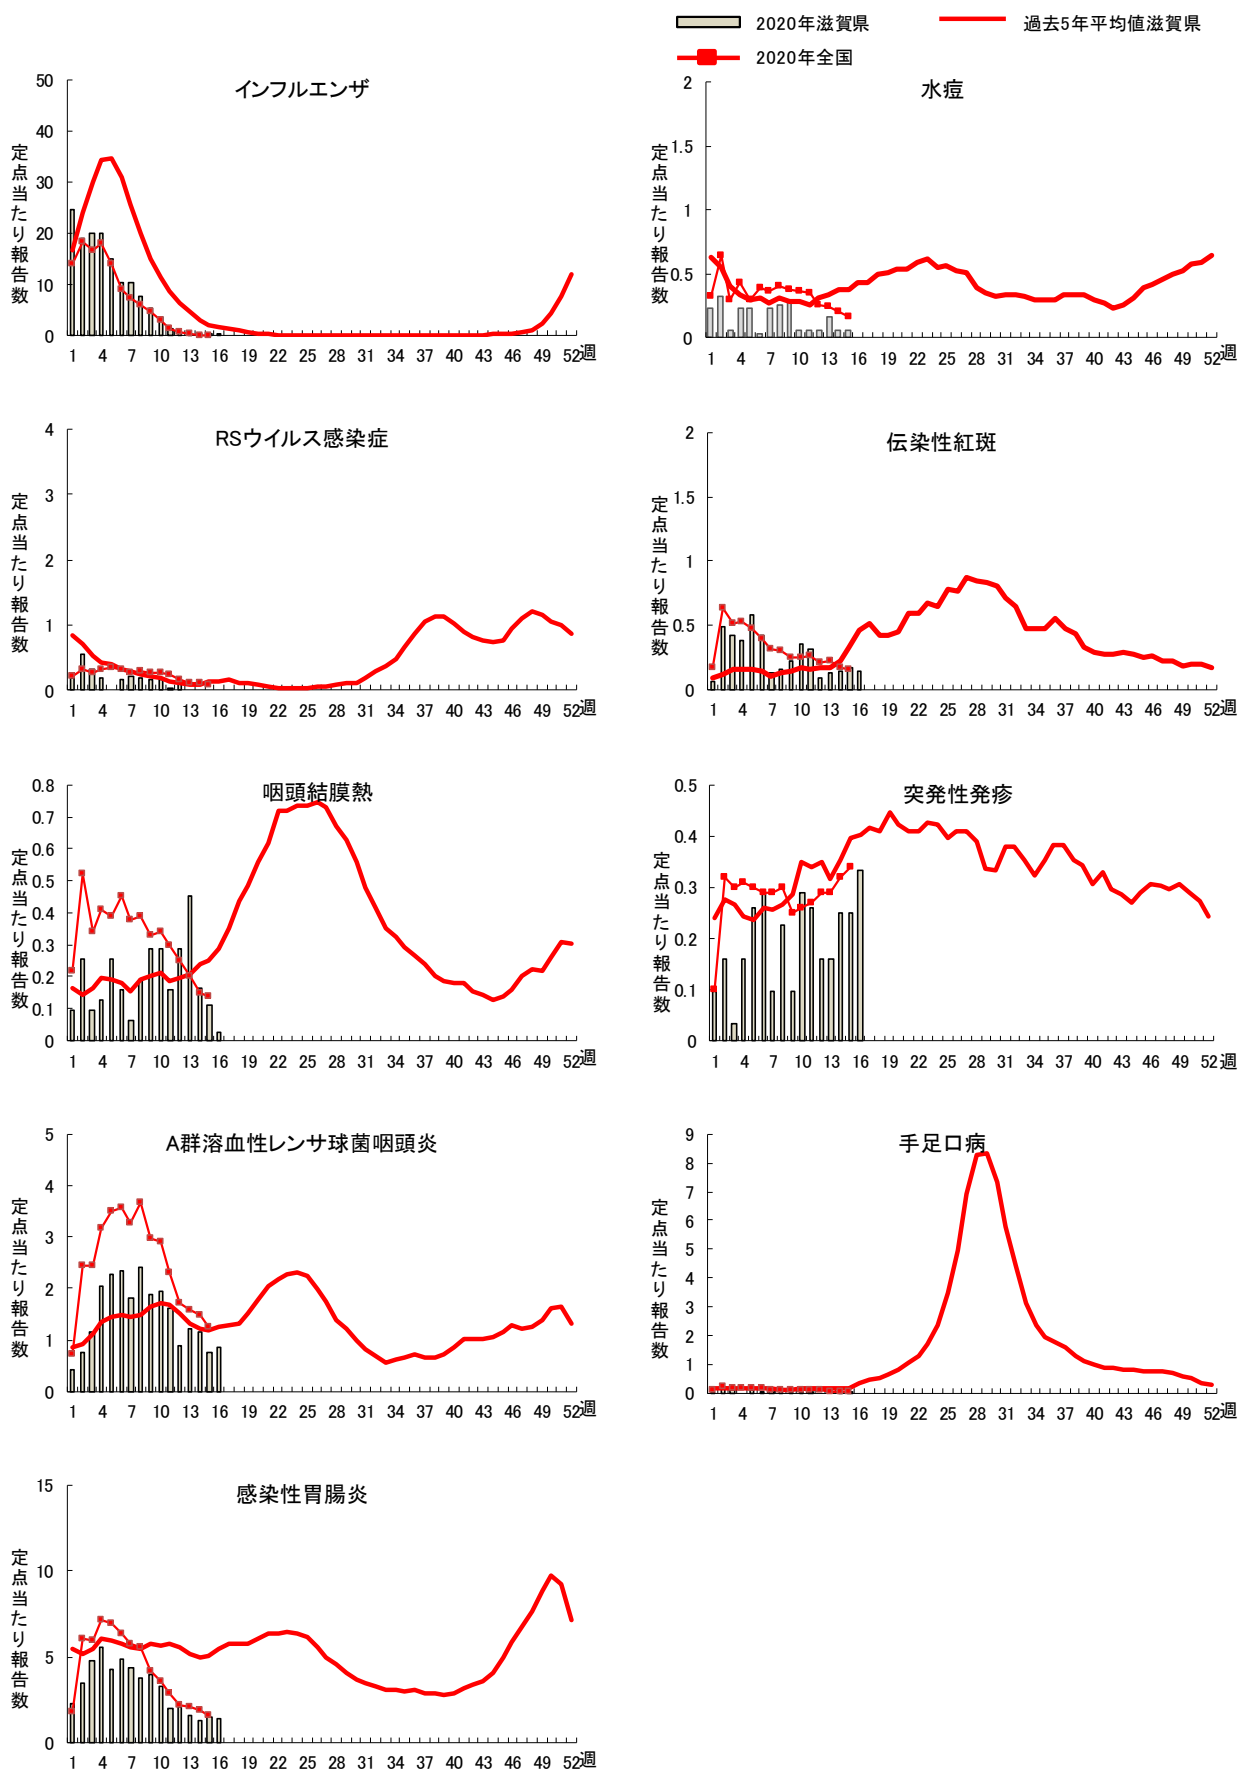 2020年滋賀県
過去5年平均値滋賀県
2020年全国
インフルエンザ
定点当たり報告数
50
40
30
20
10
0
1 4 7 10 13 16 19 22 25 28 31 34 37 40 43 46 49 52週
水痘
定点当たり報告数
2
1.5
1
0.5
0
1 4 7 10 13 16 19 22 25 28 31 34 37 40 43 46 49 52週
RSウイルス感染症
定点当たり報告数
4
3
2
1
0
1 4 7 10 13 16 19 22 25 28 31 34 37 40 43 46 49 52週
伝染性紅斑
定点当たり報告数
2
1.5
1
0.5
0
1 4 7 10 13 16 19 22 25 28 31 34 37 40 43 46 49 52週
咽頭結膜熱
定点当たり報告数
0.8
0.7
0.6
0.5
0.4
0.3
0.2
0.1
0
1 4 7 10 13 16 19 22 25 28 31 34 37 40 43 46 49 52週
突発性発疹
定点当たり報告数
0.5
0.4
0.3
0.2
0.1
0
1 4 7 10 13 16 19 22 25 28 31 34 37 40 43 46 49 52週
A群溶血性レンサ球菌咽頭炎
定点当たり報告数
5
4
3
2
1
0
1 4 7 10 13 16 19 22 25 28 31 34 37 40 43 46 49 52週
手足口病
定点当たり報告数
9
8
7
6
5
4
3
2
1
0
1 4 7 10 13 16 19 22 25 28 31 34 37 40 43 46 49 52週
感染性胃腸炎
定点当たり報告数
15
10
5
0
1 4 7 10 13 16 19 22 25 28 31 34 37 40 43 46 49 52週